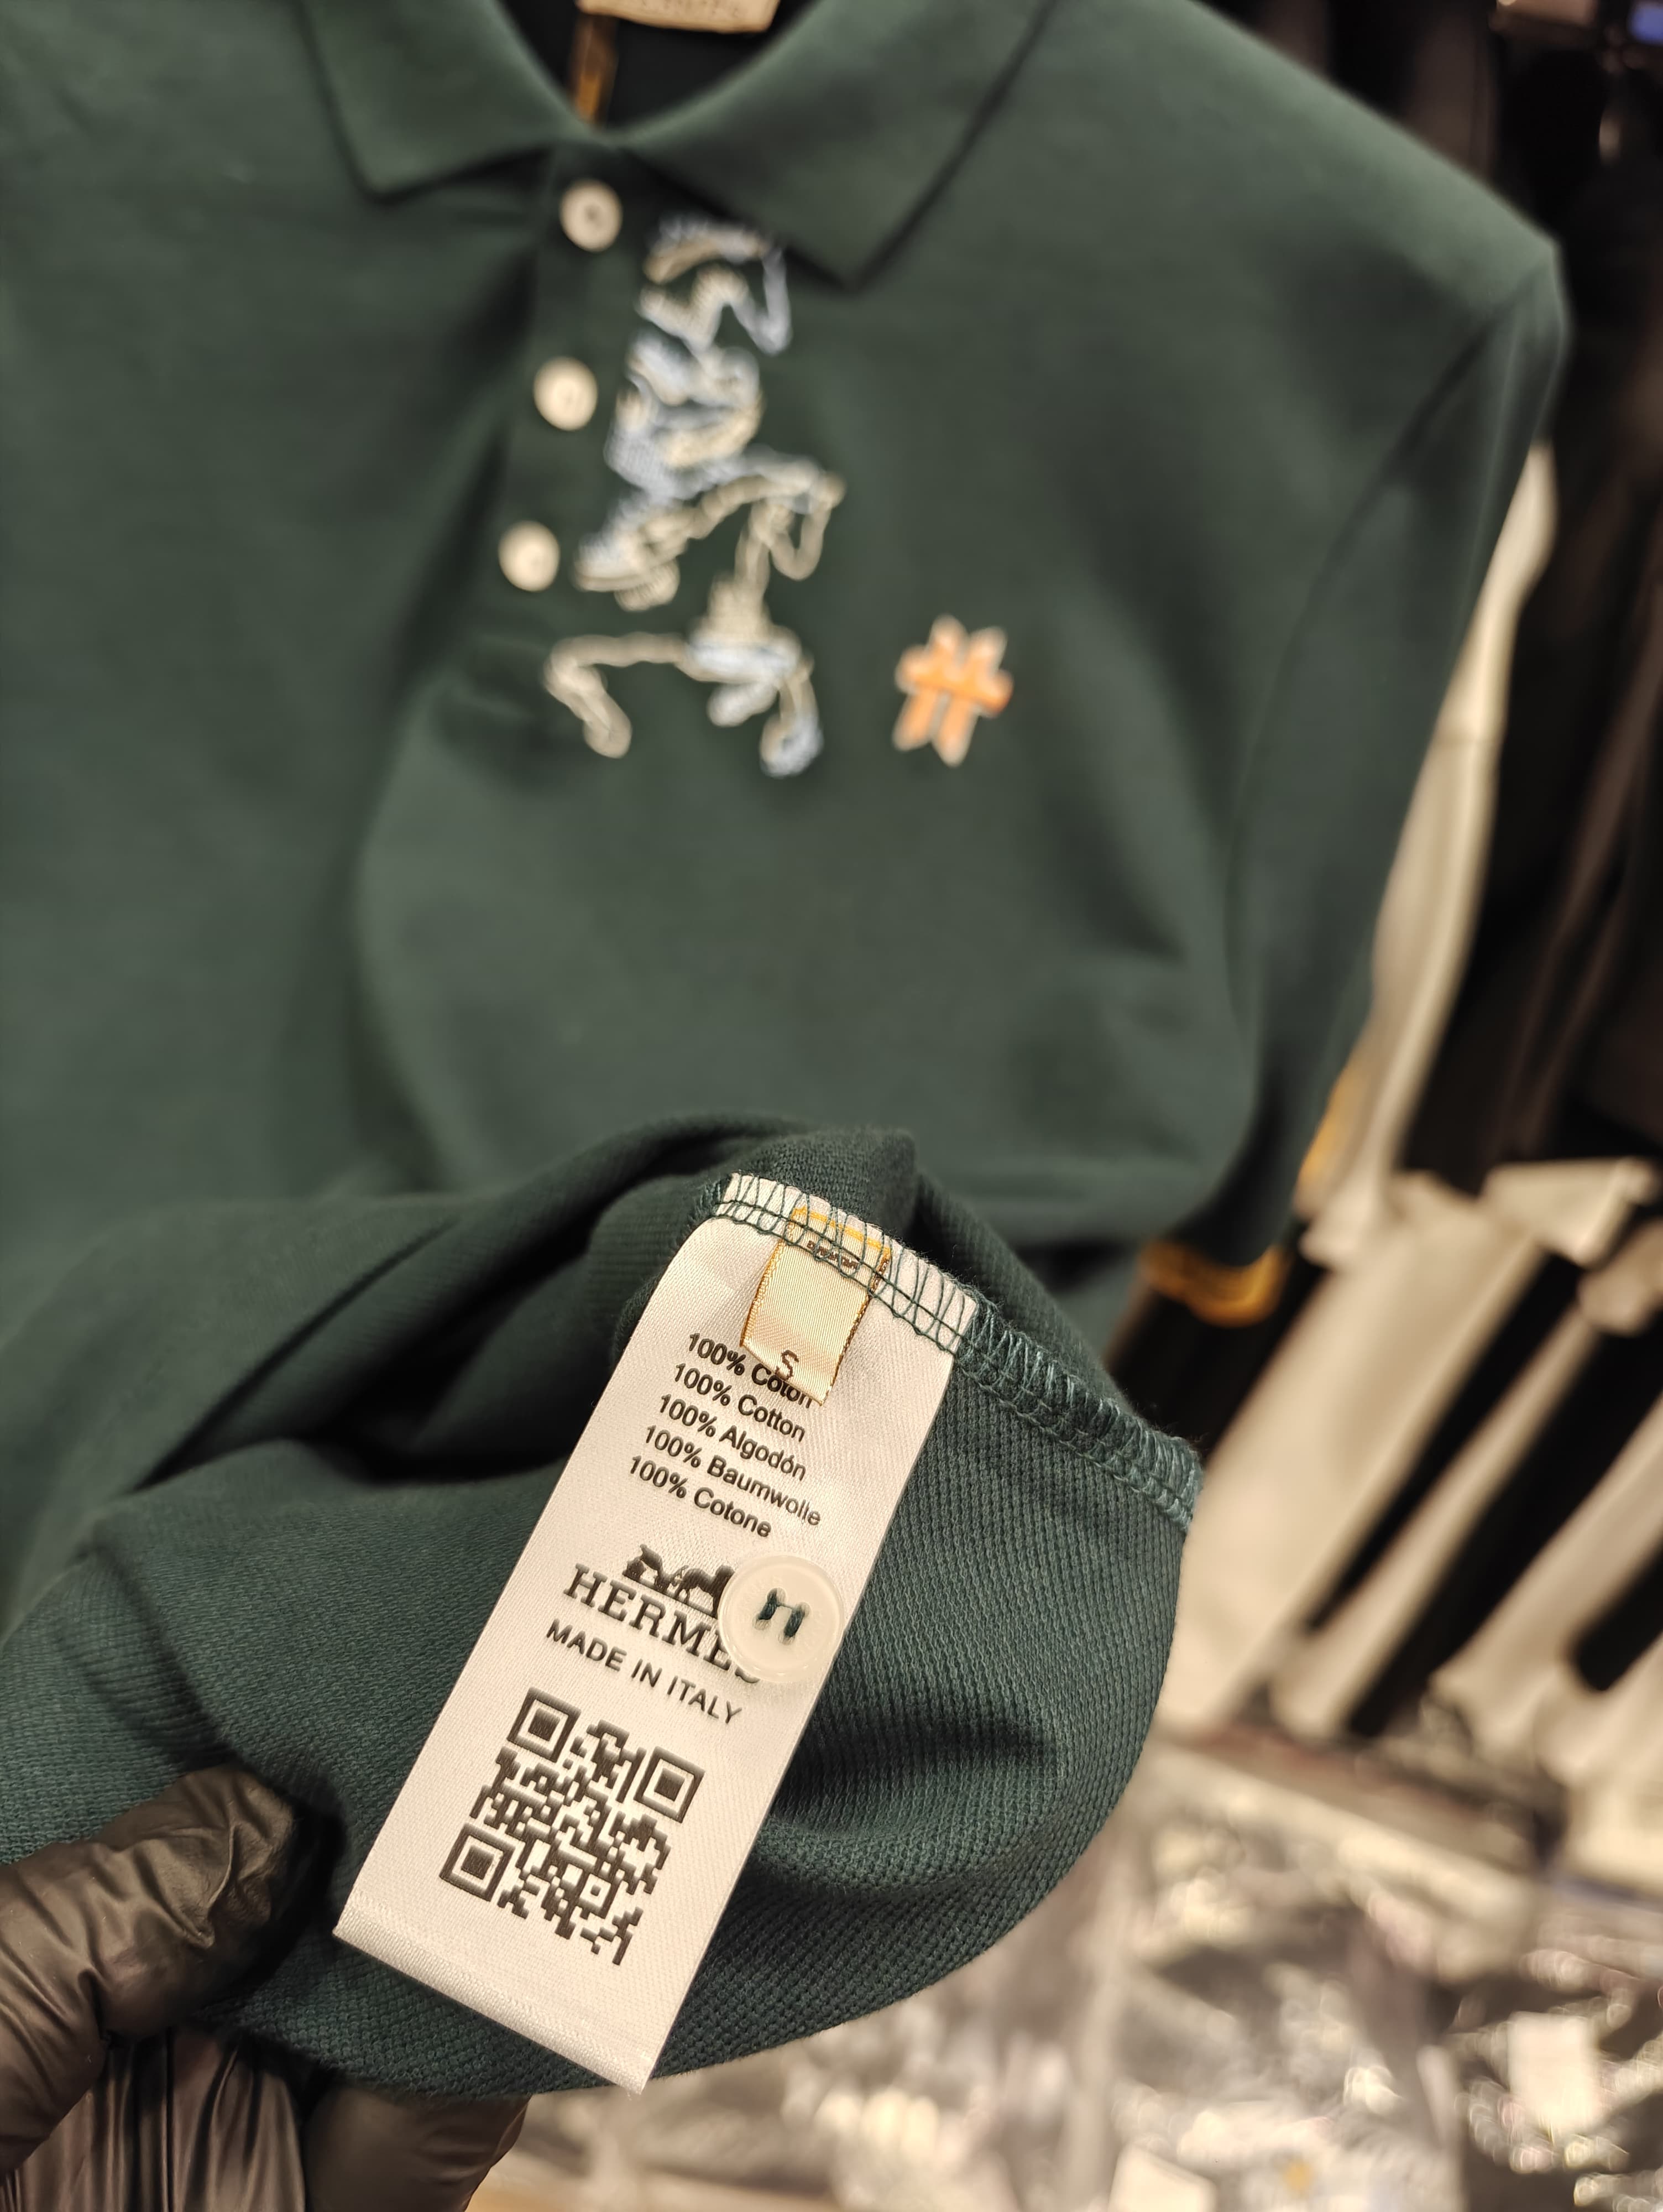 S
100% Coton
100% Cotton
100% Algodón
100% Baumwolle
100% Cotone
HERMES
MADE IN ITALY